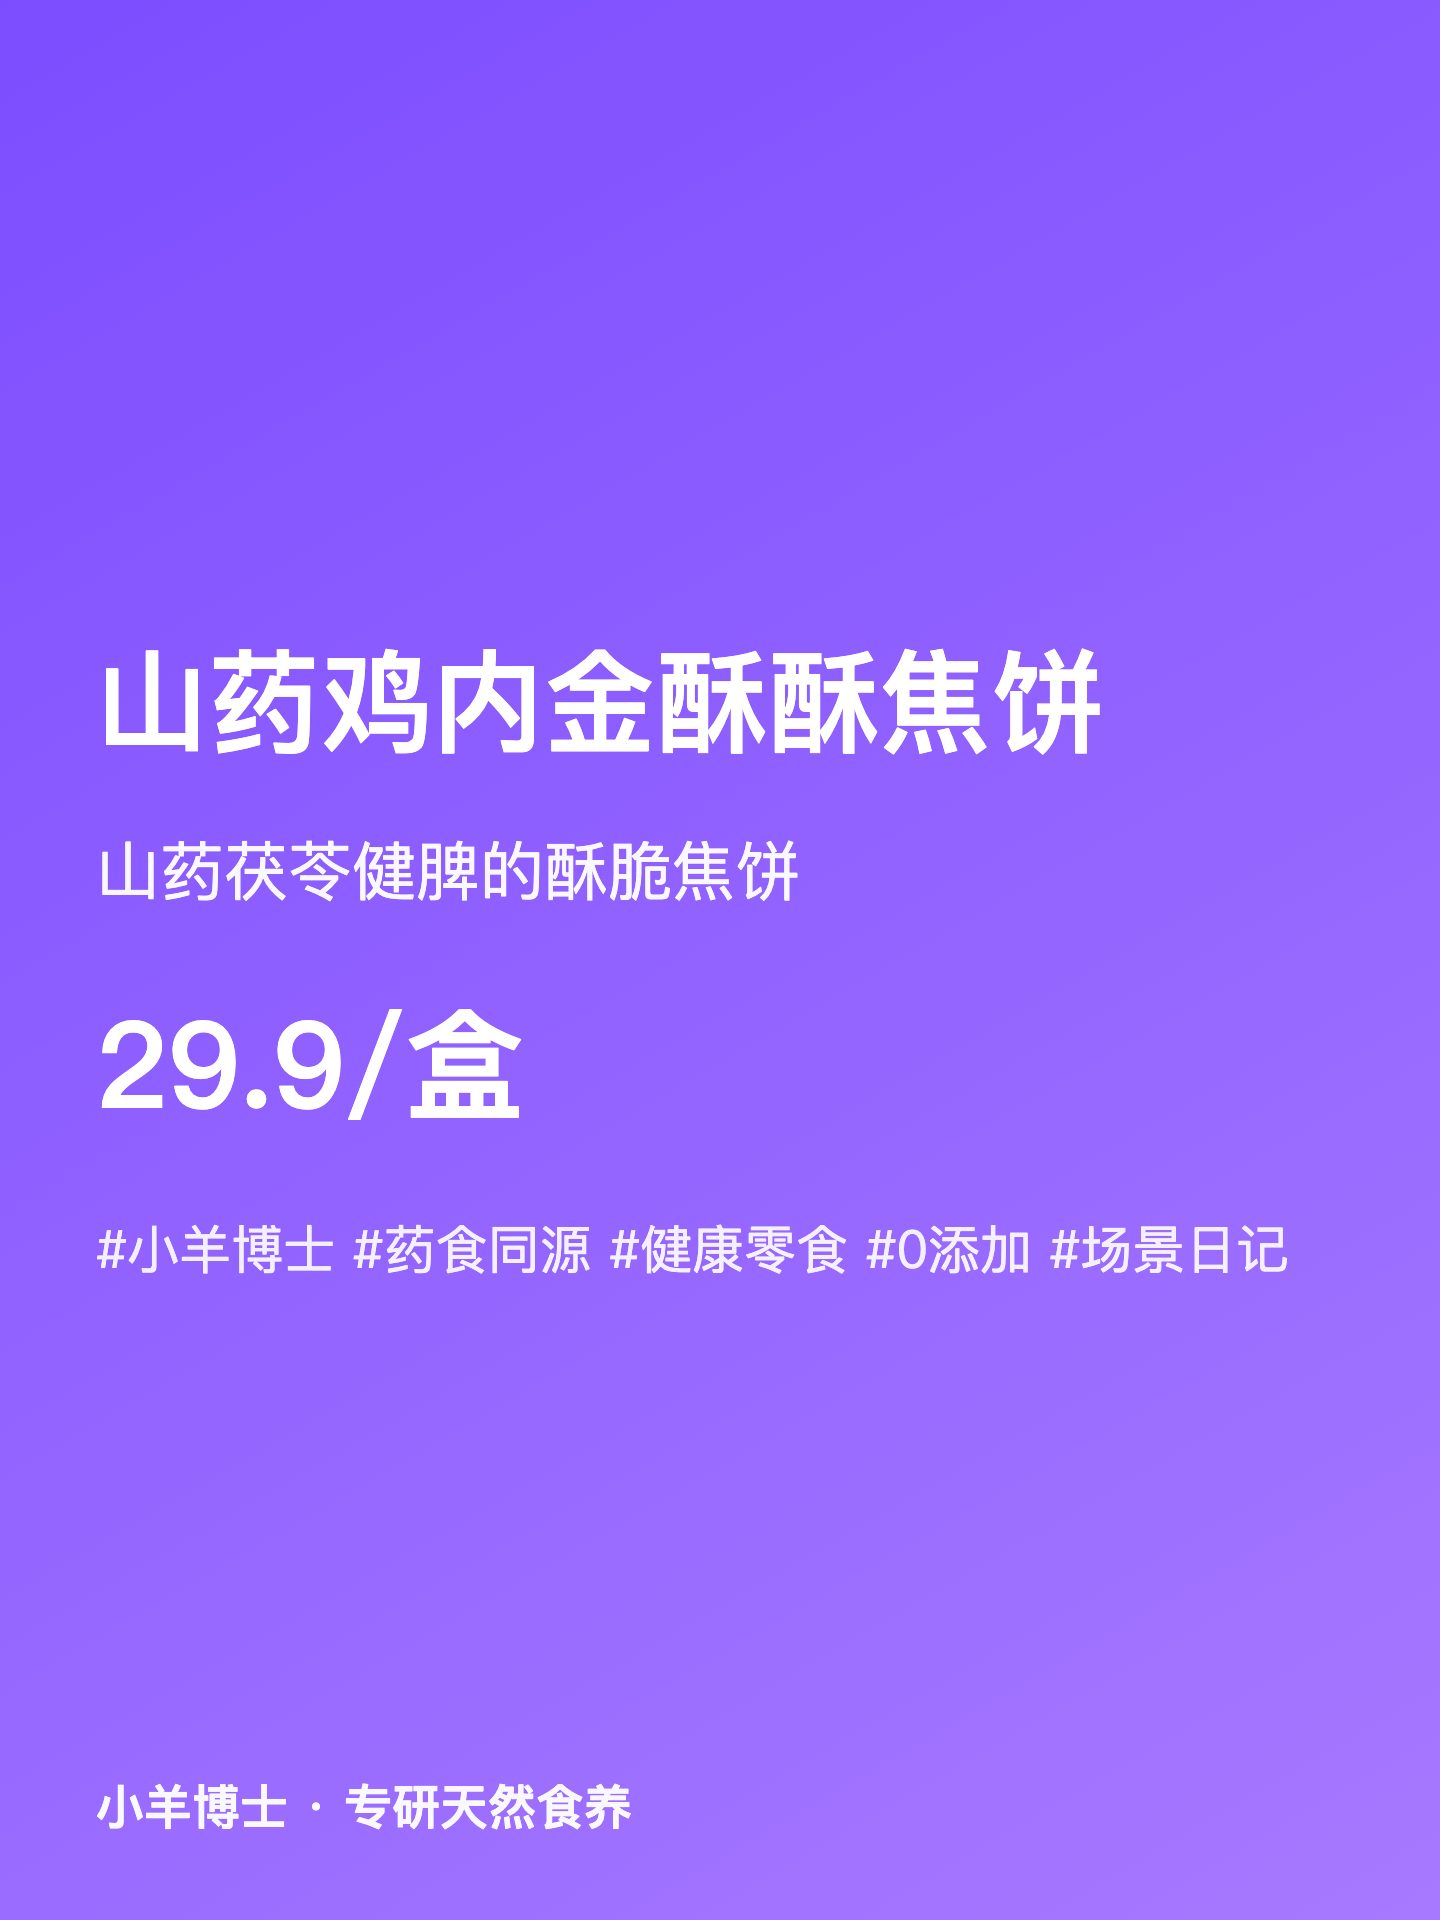 山药鸡内金酥酥焦饼
山药茯苓健脾的酥脆焦饼
29.9/盒
#小羊博士 #药食同源 #健康零食 #0添加 #场景日记
小羊博士 · 专研天然食养